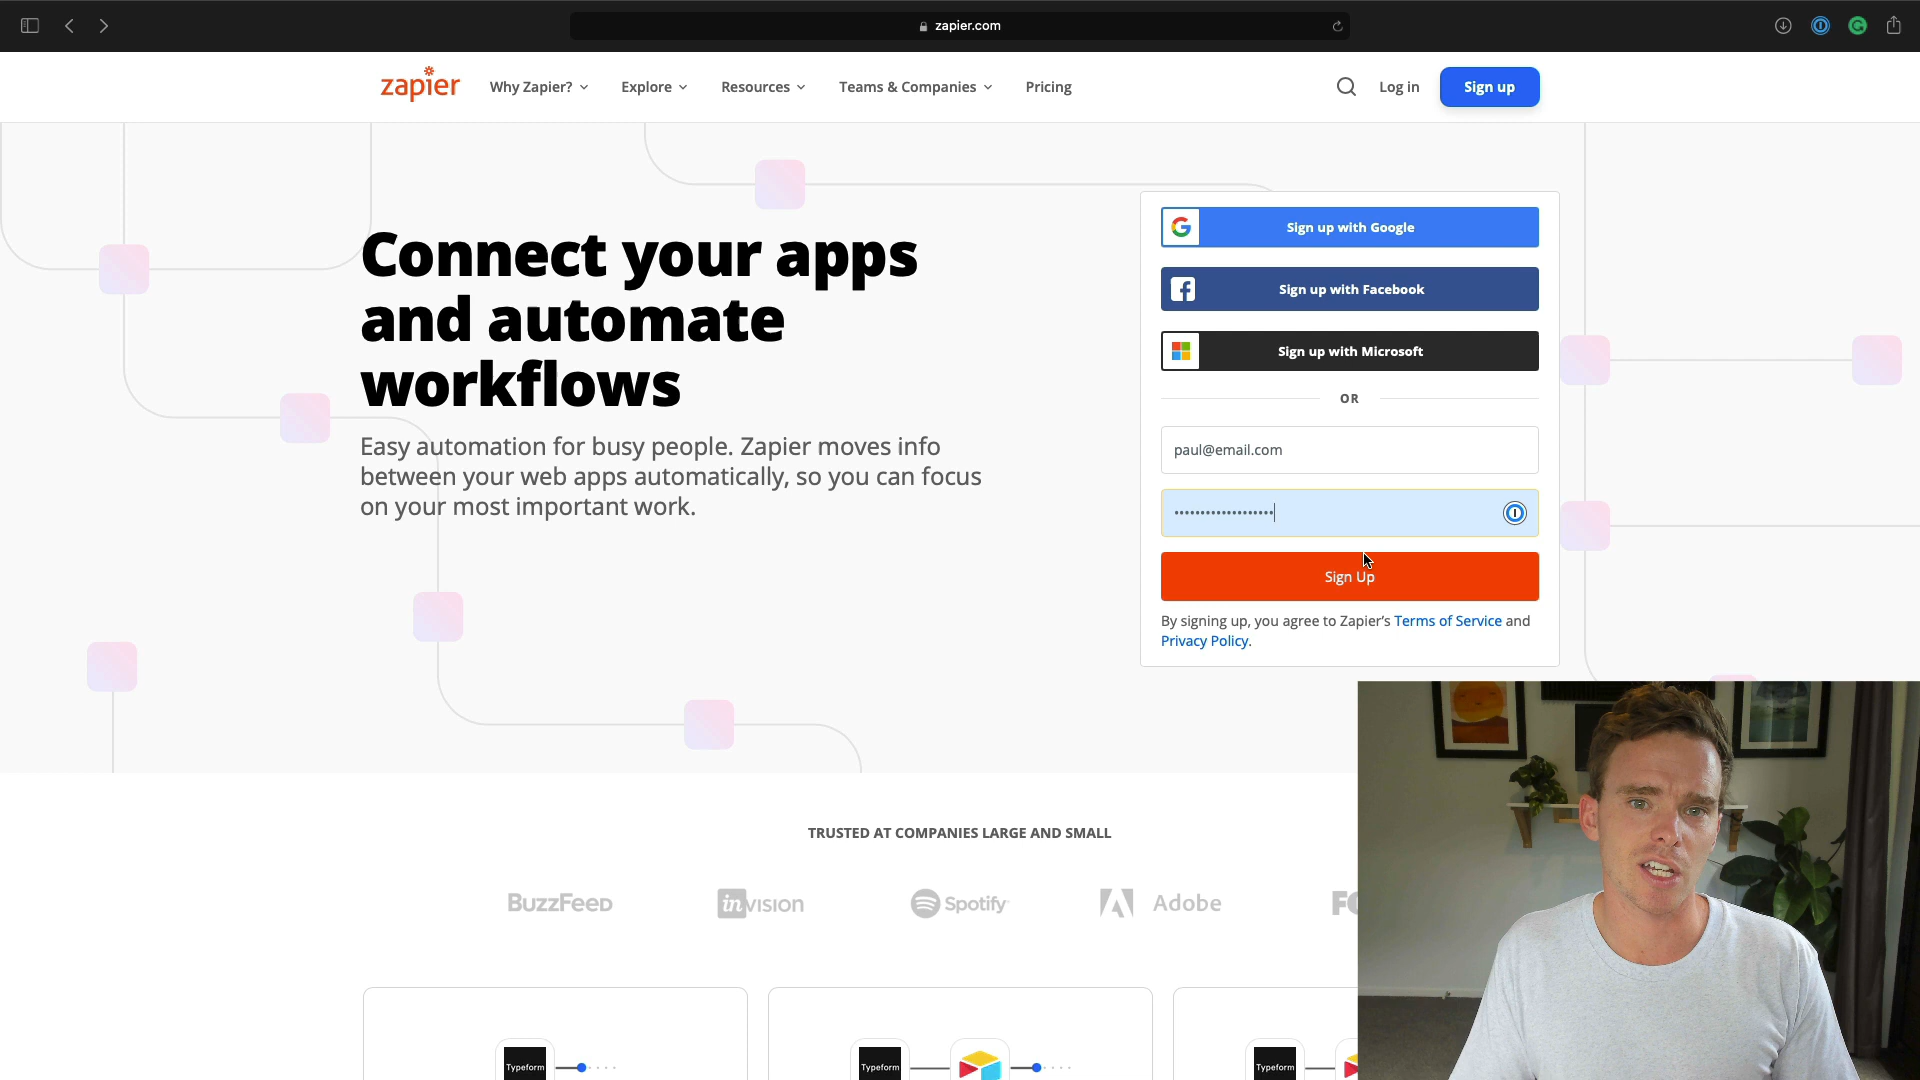 zapier.com
zapier
Why Zapier?
Explore
Resources
Teams & Companies
Pricing
Log in
Sign up
Connect your apps
and automate
workflows
Easy automation for busy people. Zapier moves info
between your web apps automatically, so you can focus
on your most important work.
Sign up with Google
Sign up with Facebook
Sign up with Microsoft
OR
paul@email.com
Sign Up
By signing up, you agree to Zapier's Terms of Service and
Privacy Policy.
TRUSTED AT COMPANIES LARGE AND SMALL
BuzzFeed
invision
Spotify
Adobe
Typeform
Typeform
Typeform